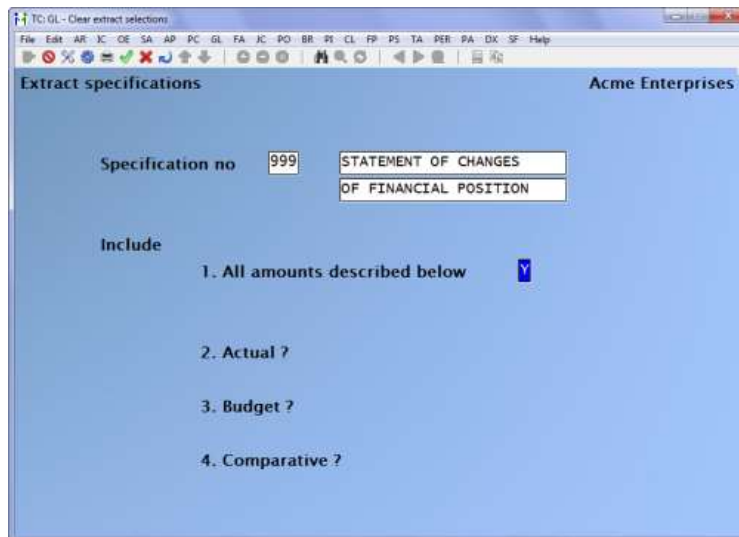 TC: GL - Clear extract selections
File Edit AR IC OE SA AP PC GL FA JC PO BR PI CL FP PS TA PER PA DX SF Help
Extract specifications Acme Enterprises
Specification no 999 STATEMENT OF CHANGES
OF FINANCIAL POSITION
Include
1. All amounts described below Y
2. Actual ?
3. Budget ?
4. Comparative ?